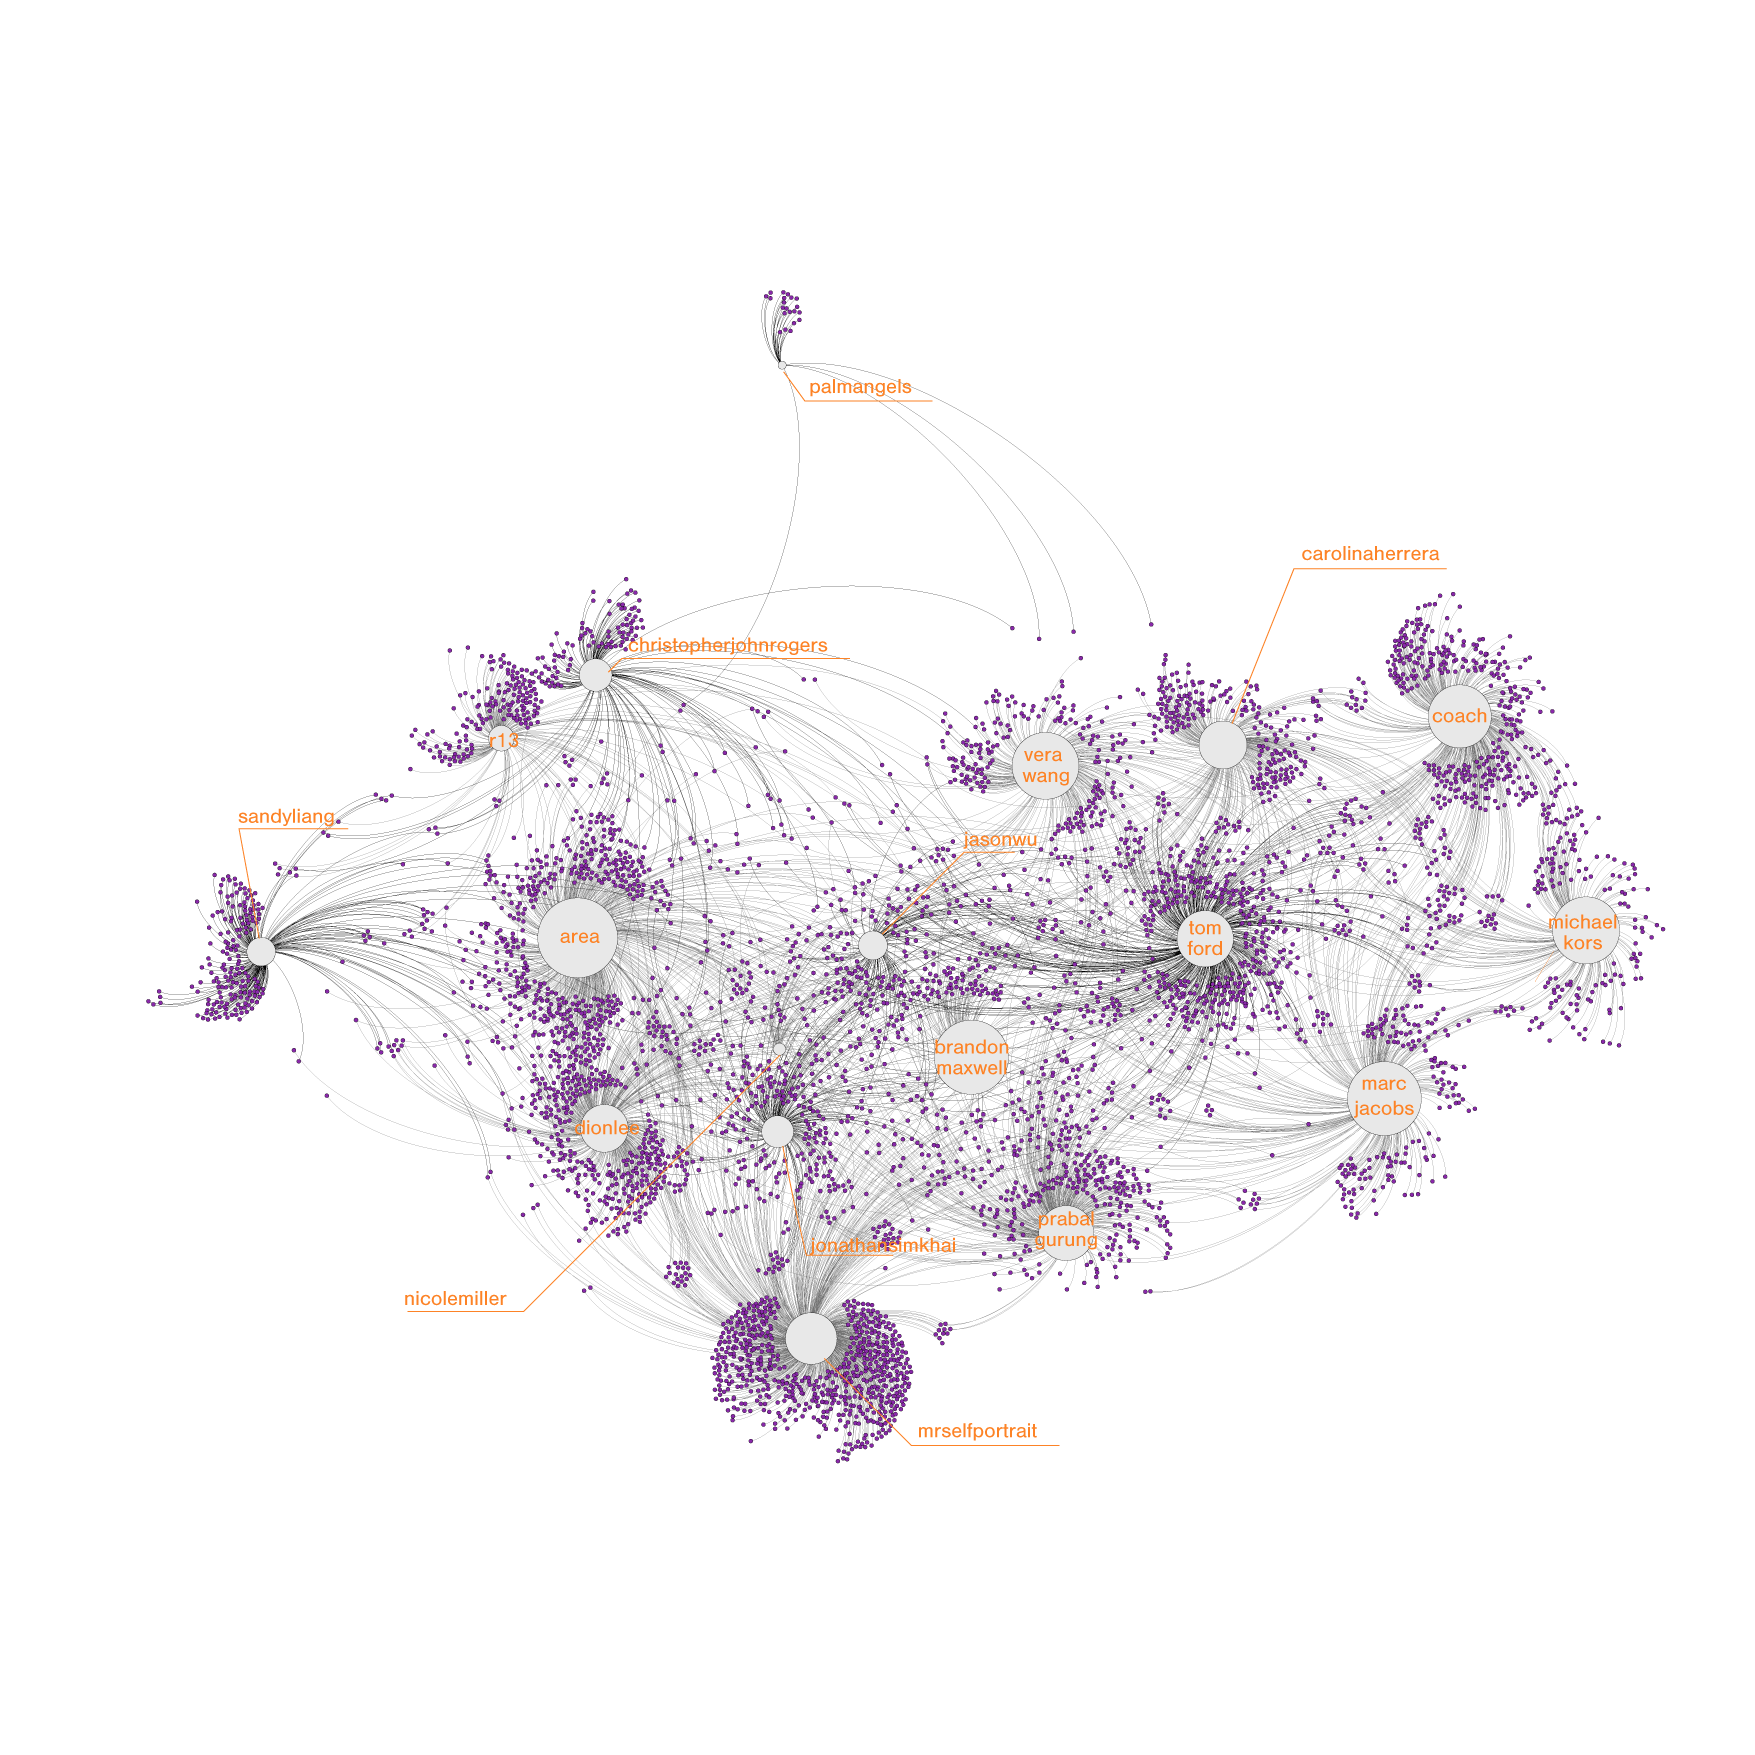 palmangels
carolinaherrera
christopherjohnrogers
coach
r13
vera
wang
sandyliang
jasonwu
area
tom
ford
michael
kors
brandon
maxwell
marc
jacobs
dionlee
prabal
gurung
jonathansimkhai
nicolemiller
mrselfportrait